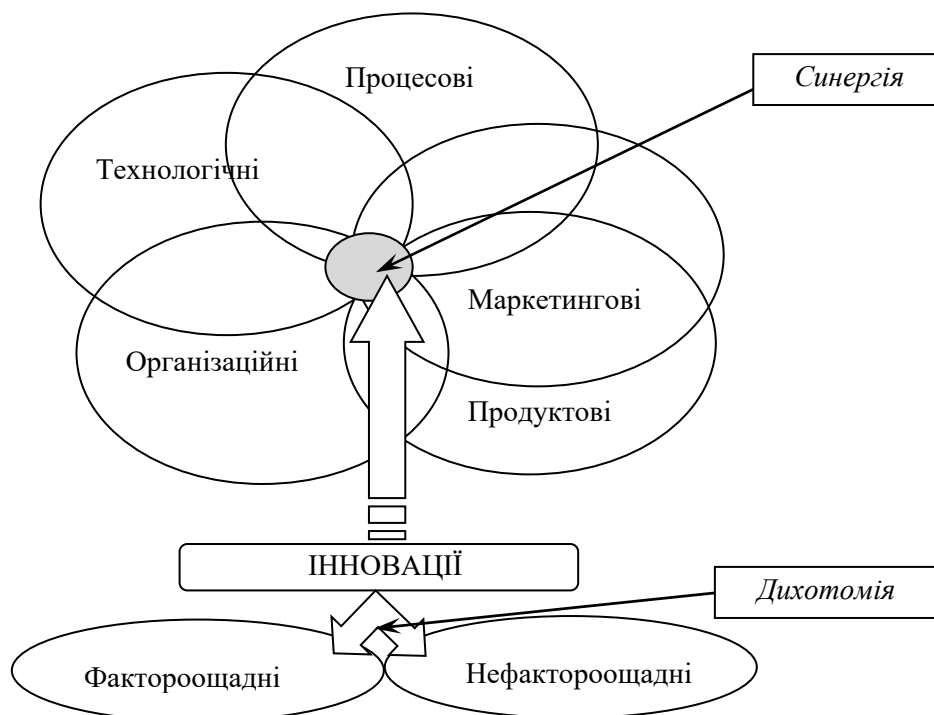 Процесові
Синергія
Технологічні
Маркетингові
Організаційні
Продуктові
ІННОВАЦІЇ
Дихотомія
Фактороощадні
Нефактороощадні